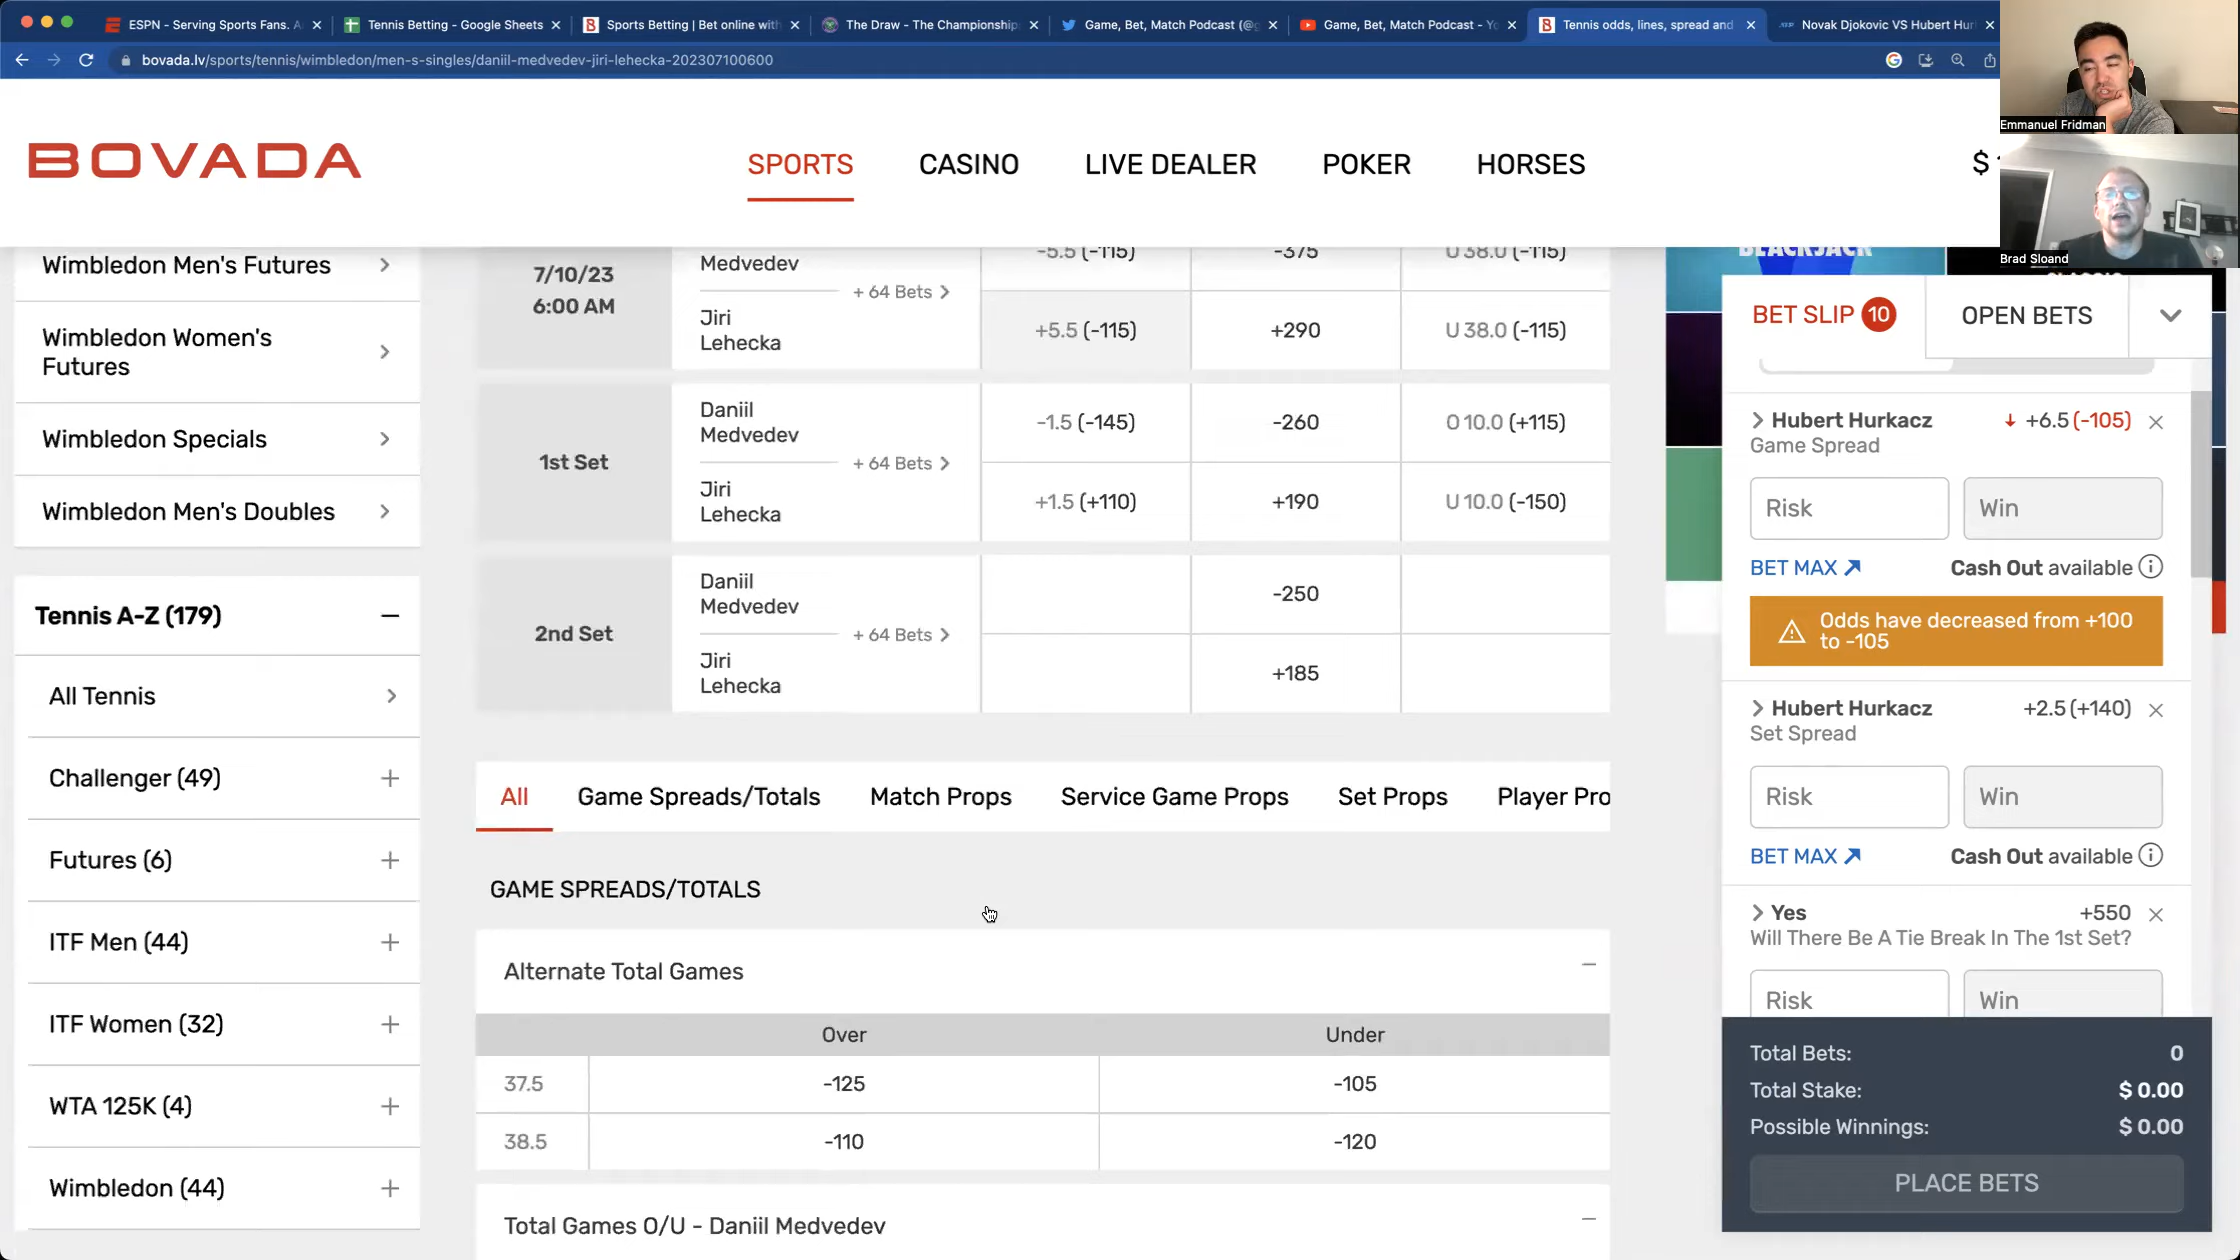 ESPN - Serving Sports Fans. A
Tennis Betting - Google Sheets
Sports Betting | Bet online with
The Draw - The Championship
Game, Bet, Match Podcast (@g
Game, Bet, Match Podcast - Yo
Tennis odds, lines, spread and
Novak Djokovic VS Hubert Hur
bovada.lv/sports/tennis/wimbledon/men-s-singles/daniil-medvedev-jiri-lehecka-202307100600
Emmanuel Fridman
Brad Sloand
BOVADA
SPORTS
CASINO
LIVE DEALER
POKER
HORSES
$
Wimbledon Men's Futures
Wimbledon Women's
Futures
Wimbledon Specials
Wimbledon Men's Doubles
Tennis A-Z (179)
All Tennis
Challenger (49)
Futures (6)
ITF Men (44)
ITF Women (32)
WTA 125K (4)
Wimbledon (44)
7/10/23
6:00 AM
Medvedev
+ 64 Bets
Jiri
Lehecka
-5.5 (-115)
-375
U 38.0 (-115)
+5.5 (-115)
+290
U 38.0 (-115)
1st Set
Daniil
Medvedev
+ 64 Bets
Jiri
Lehecka
-1.5 (-145)
-260
O 10.0 (+115)
+1.5 (+110)
+190
U 10.0 (-150)
2nd Set
Daniil
Medvedev
+ 64 Bets
Jiri
Lehecka
-250
+185
All
Game Spreads/Totals
Match Props
Service Game Props
Set Props
Player Pro
GAME SPREADS/TOTALS
Alternate Total Games
Over
Under
37.5
-125
-105
38.5
-110
-120
Total Games O/U - Daniil Medvedev
BLACKJACK
CLASSIC
BET SLIP 10
OPEN BETS
Hubert Hurkacz
+6.5 (-105)
Game Spread
Risk
Win
BET MAX
Cash Out available
Odds have decreased from +100
to -105
Hubert Hurkacz
+2.5 (+140)
Set Spread
Risk
Win
BET MAX
Cash Out available
Yes
+550
Will There Be A Tie Break In The 1st Set?
Risk
Win
Total Bets:
0
Total Stake:
$ 0.00
Possible Winnings:
$ 0.00
PLACE BETS